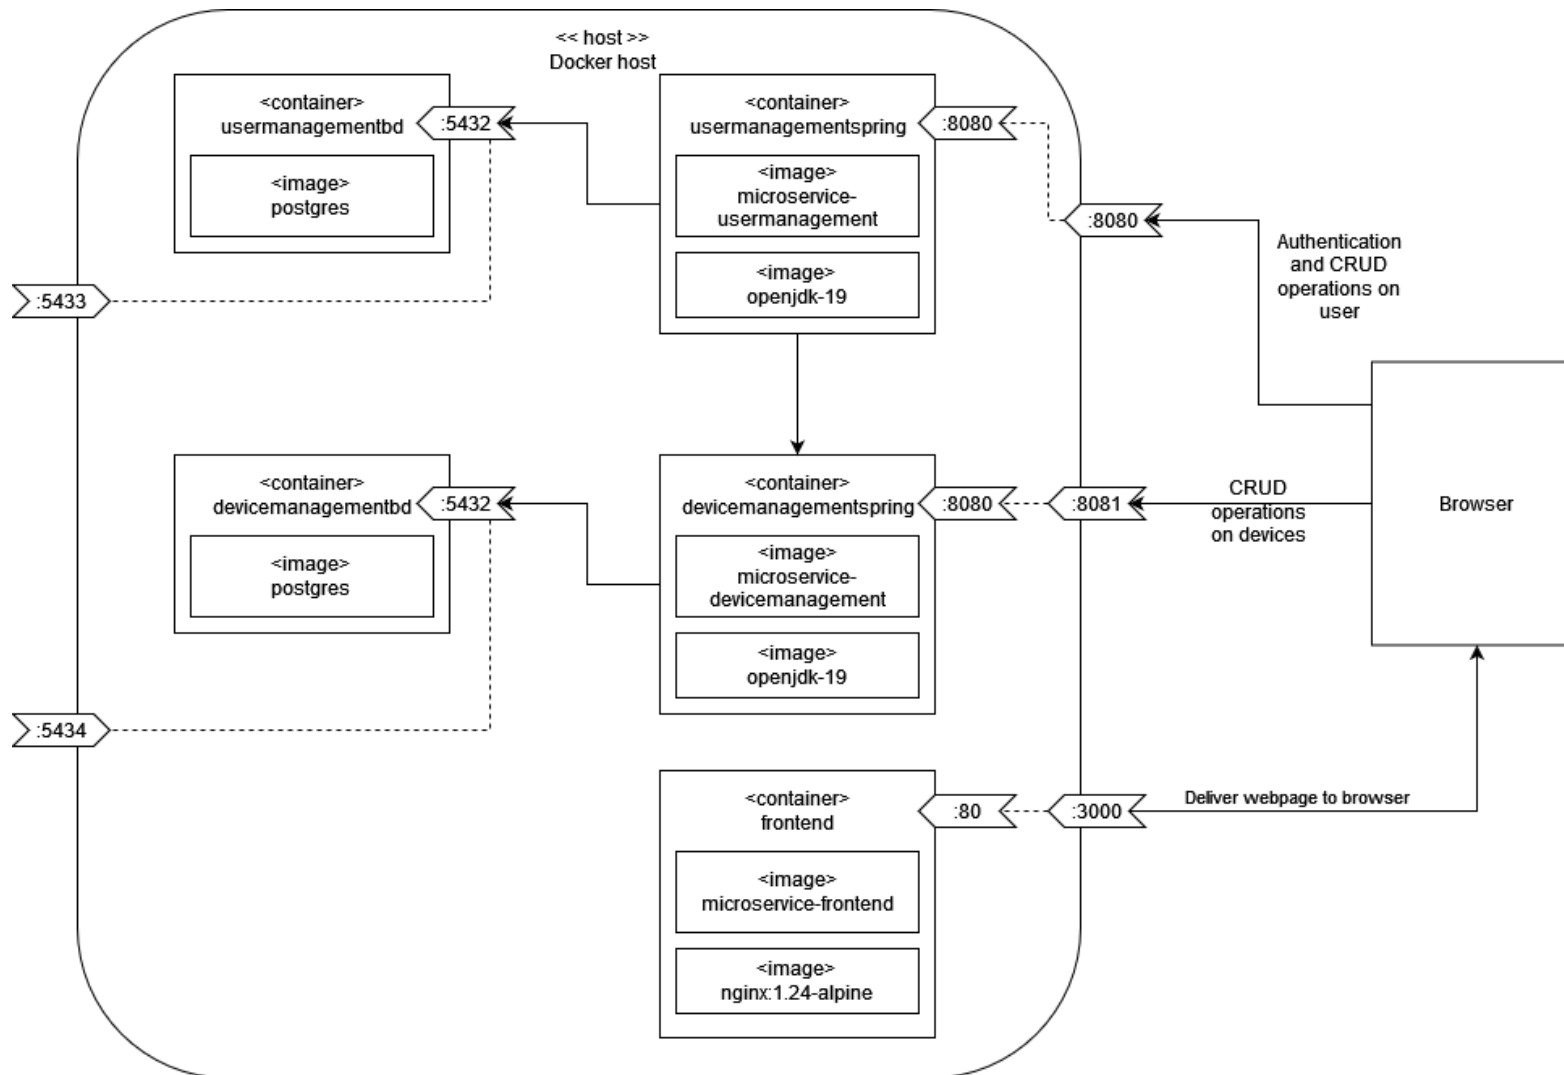 << host >>
Docker host
<container>
usermanagementbd
:5432
<image>
postgres
<container>
usermanagementspring
:8080
<image>
microservice-
usermanagement
<image>
openjdk-19
:8080
Authentication
and CRUD
operations on
user
:5433
<container>
devicemanagementbd
:5432
<image>
postgres
<container>
devicemanagementspring
:8080
<image>
microservice-
devicemanagement
<image>
openjdk-19
:8081
CRUD
operations
on devices
Browser
:5434
<container>
frontend
:80
<image>
microservice-frontend
<image>
nginx:1.24-alpine
:3000
Deliver webpage to browser